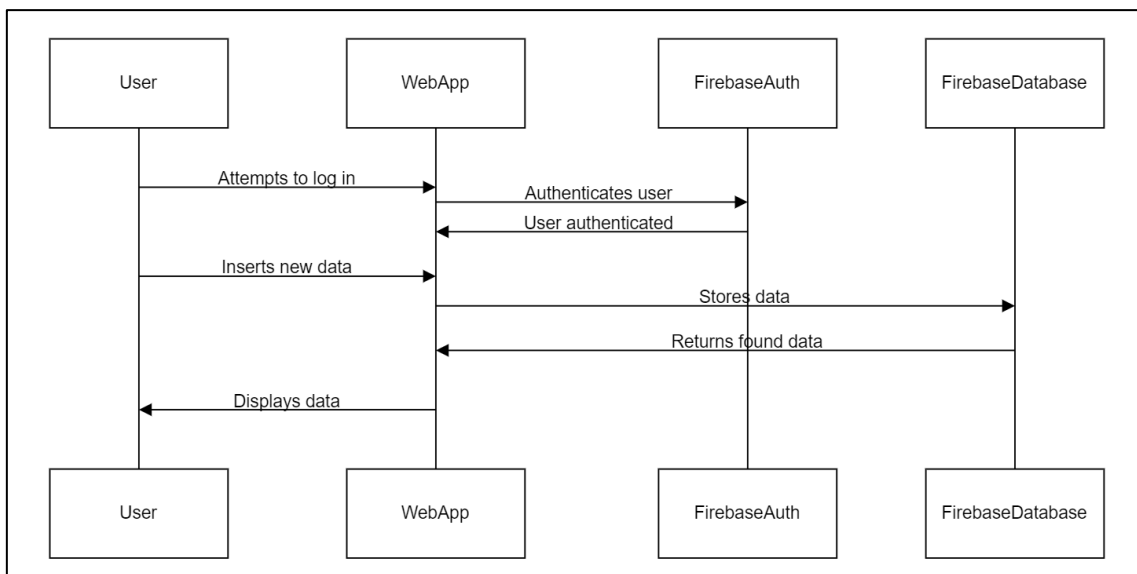 User
WebApp
FirebaseAuth
FirebaseDatabase
Attempts to log in
Authenticates user
User authenticated
Inserts new data
Stores data
Returns found data
Displays data
User
WebApp
FirebaseAuth
FirebaseDatabase